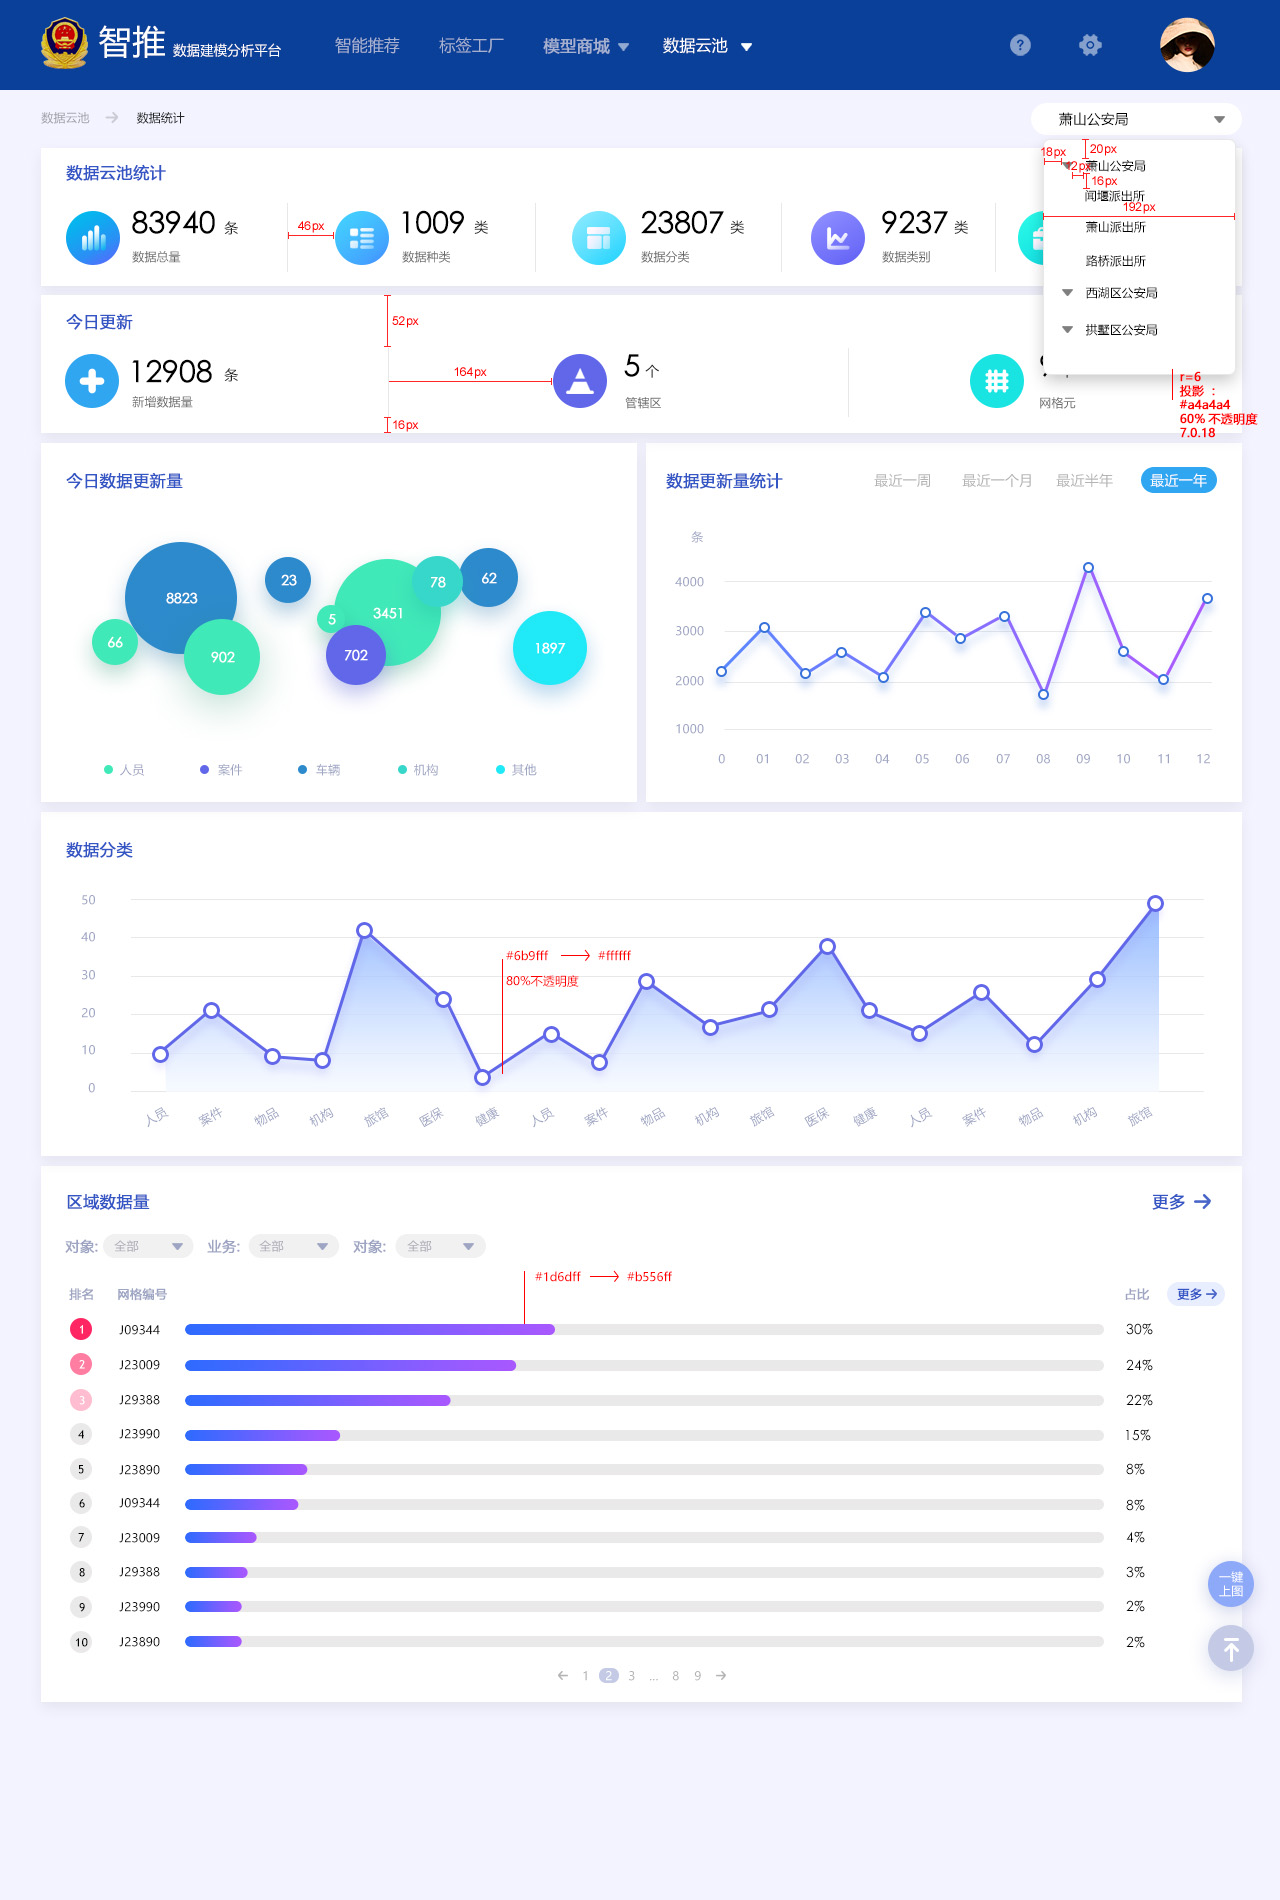 智推 数据建模分析平台 智能推荐 标签工厂 模型商城 数据云池
数据云池 数据统计 萧山公安局
数据云池统计
83940 条
数据总量
46px
1009 类
数据种类
23807 类
数据分类
9237 类
数据类别
18px
20px
12px
萧山公安局
16px
闻堰派出所
192px
萧山派出所
路桥派出所
西湖区公安局
拱墅区公安局
r=6
投影 :
#a4a4a4
60% 不透明度
7.0.18
今日更新
52px
12908 条
新增数据量
164px
16px
5 个
管辖区
网格元
今日数据更新量
8823
23
66
902
5
3451
78
62
702
1897
人员 案件 车辆 机构 其他
数据更新量统计 最近一周 最近一个月 最近半年 最近一年
条
4000
3000
2000
1000
0 01 02 03 04 05 06 07 08 09 10 11 12
数据分类
50
40
30
20
10
0
#6b9fff #ffffff
80%不透明度
人员 案件 物品 机构 旅馆 医保 健康 人员 案件 物品 机构 旅馆 医保 健康 人员 案件 物品 机构 旅馆
区域数据量 更多
对象: 全部 业务: 全部 对象: 全部
#1d6dff #b556ff
排名 网格编号 占比 更多
1 J09344 30%
2 J23009 24%
3 J29388 22%
4 J23990 15%
5 J23890 8%
6 J09344 8%
7 J23009 4%
8 J29388 3%
9 J23990 2%
10 J23890 2%
一键
上图
1 2 3 ... 8 9